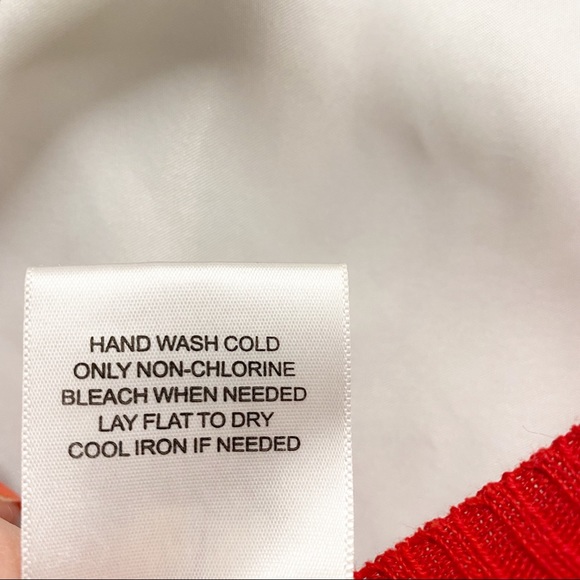 HAND WASH COLD
ONLY NON-CHLORINE
BLEACH WHEN NEEDED
LAY FLAT TO DRY
COOL IRON IF NEEDED